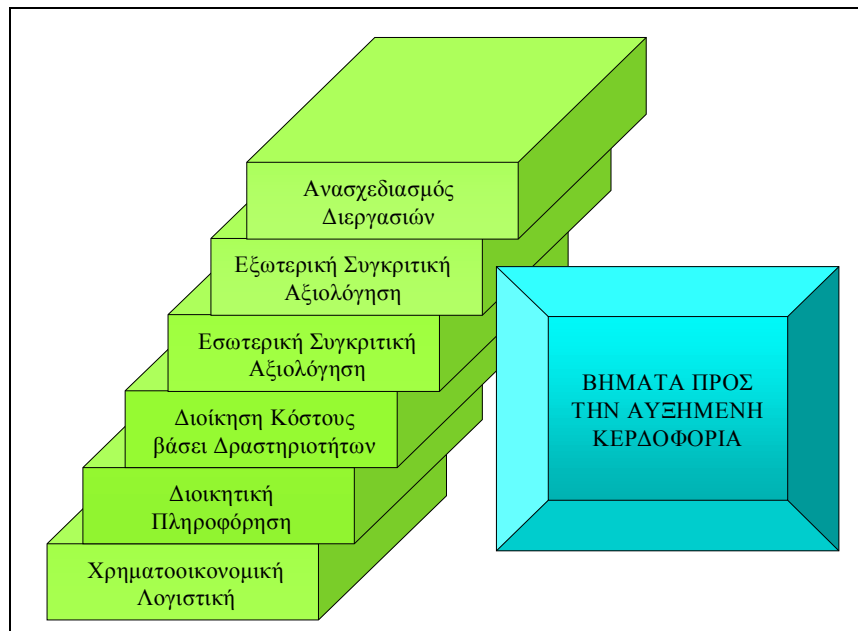 Ανασχεδιασμός
Διεργασιών
Εξωτερική Συγκριτική
Αξιολόγηση
Εσωτερική Συγκριτική
Αξιολόγηση
Διοίκηση Κόστους
βάσει Δραστηριοτήτων
Διοικητική
Πληροφόρηση
Χρηματοοικονομική
Λογιστική
ΒΗΜΑΤΑ ΠΡΟΣ
ΤΗΝ ΑΥΞΗΜΕΝΗ
ΚΕΡΔΟΦΟΡΙΑ